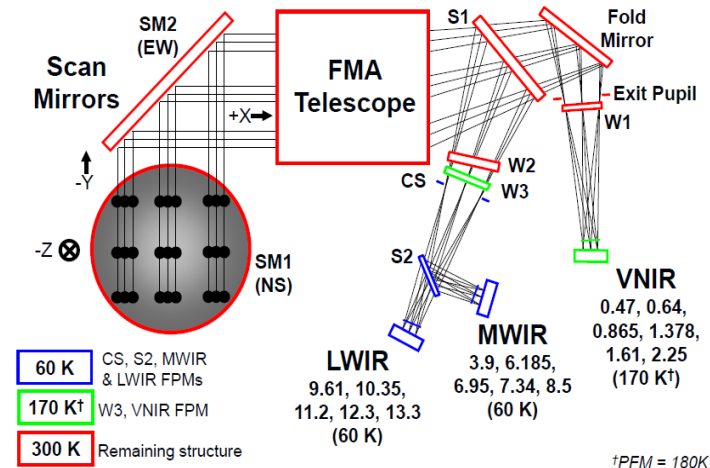 SM2
(EW)
Scan
Mirrors
FMA
Telescope
S1
Fold
Mirror
Exit Pupil
W1
+X
-Y
W2
CS
W3
-Z
SM1
(NS)
S2
VNIR
0.47, 0.64,
0.865, 1.378,
1.61, 2.25
(170 K†)
MWIR
3.9, 6.185,
6.95, 7.34, 8.5
(60 K)
LWIR
9.61, 10.35,
11.2, 12.3, 13.3
(60 K)
60 K
CS, S2, MWIR
& LWIR FPMs
170 K†
W3, VNIR FPM
300 K
Remaining structure
†PFM = 180K